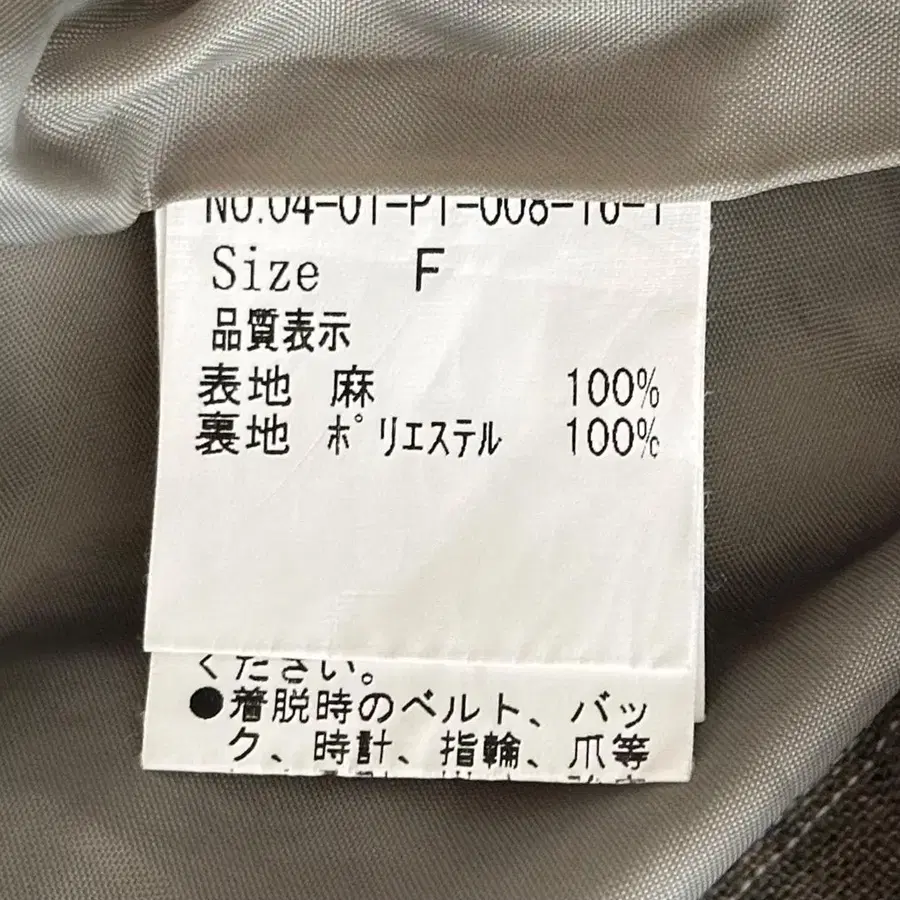 No.04-01-PT-008-10-1
Size F
品質表示
表地 麻 100%
裏地 ポリエステル 100%
ください。
●着脱時のベルト、バッ
ク、時計、指輪、爪等